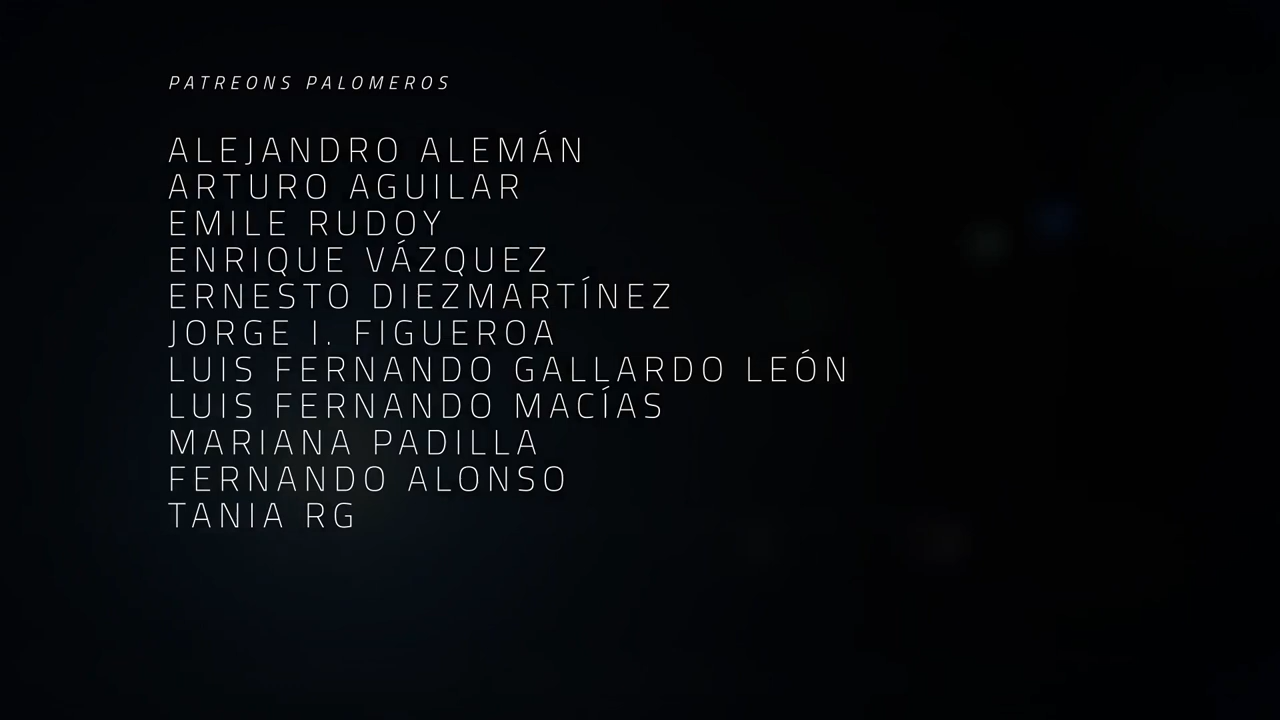 PATREONS PALOMEROS
ALEJANDRO ALEMÁN
ARTURO AGUILAR
EMILE RUDOY
ENRIQUE VÁZQUEZ
ERNESTO DIEZMARTÍNEZ
JORGE I. FIGUEROA
LUIS FERNANDO GALLARDO LEÓN
LUIS FERNANDO MACÍAS
MARIANA PADILLA
FERNANDO ALONSO
TANIA RG